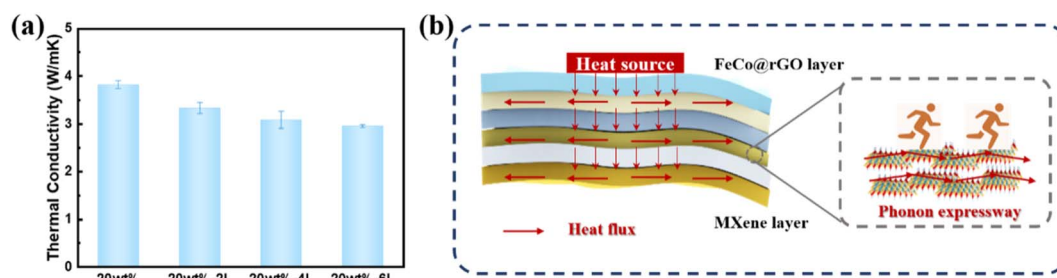 (a)
Thermal Conductivity (W/mK)
5
4
3
2
1
0
(b)
Heat source
FeCo@rGO layer
Heat flux
MXene layer
Phonon expressway